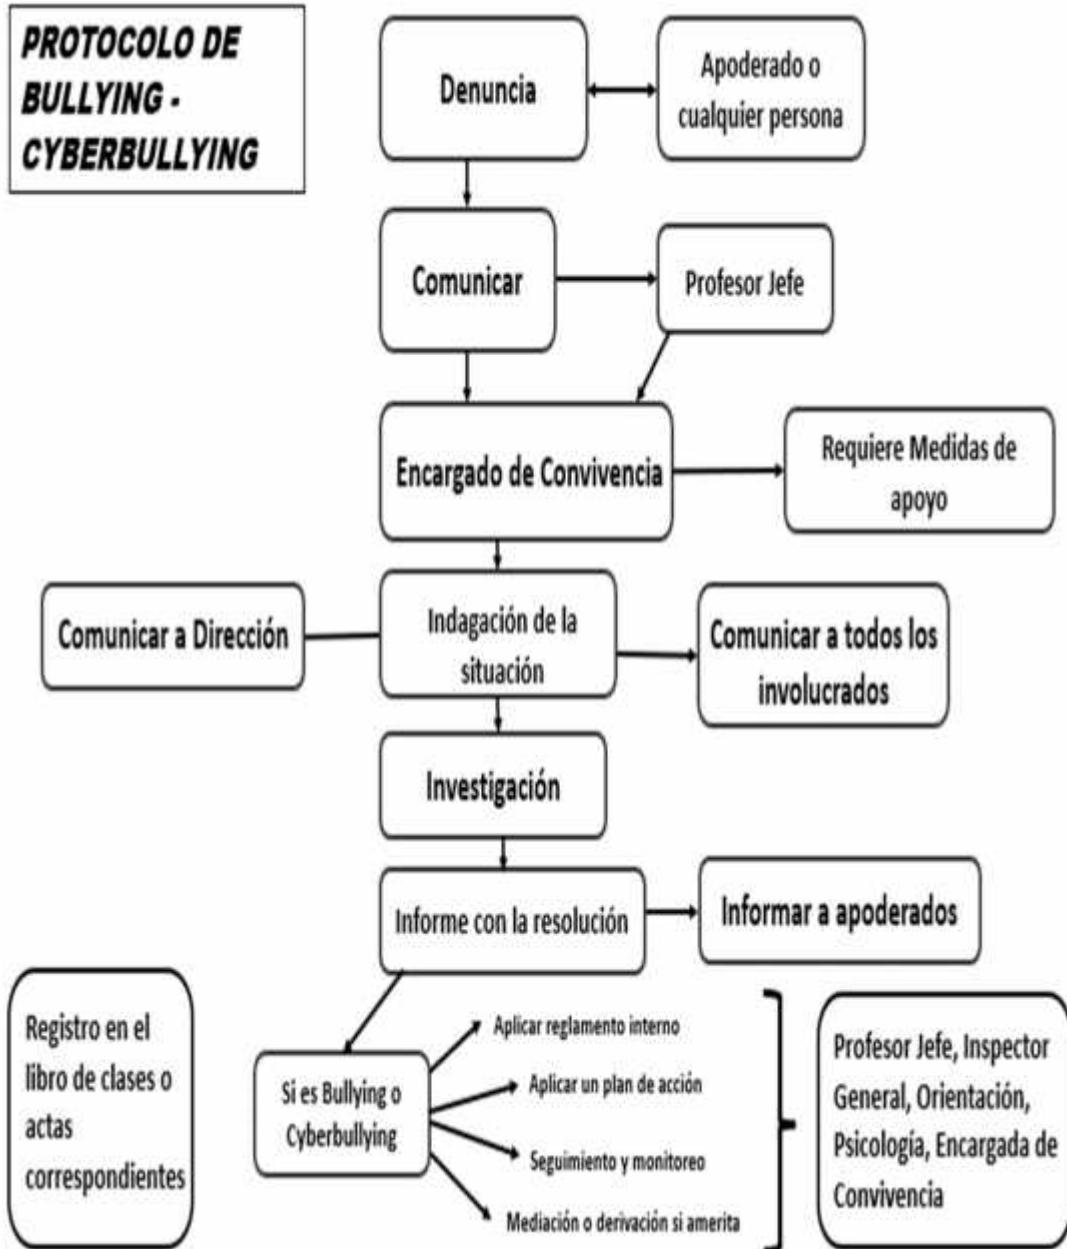 PROTOCOLO DE
BULLYING -
CYBERBULLYING
Denuncia
Apoderado o
cualquier persona
Comunicar
Profesor Jefe
Encargado de Convivencia
Requiere Medidas de
apoyo
Comunicar a Dirección
Indagación de la
situación
Comunicar a todos los
involucrados
Investigación
Informe con la resolución
Informar a apoderados
Registro en el
libro de clases o
actas
correspondientes
Si es Bullying o
Cyberbullying
Aplicar reglamento interno
Aplicar un plan de acción
Seguimiento y monitoreo
Mediación o derivación si amerita
Profesor Jefe, Inspector
General, Orientación,
Psicología, Encargada de
Convivencia